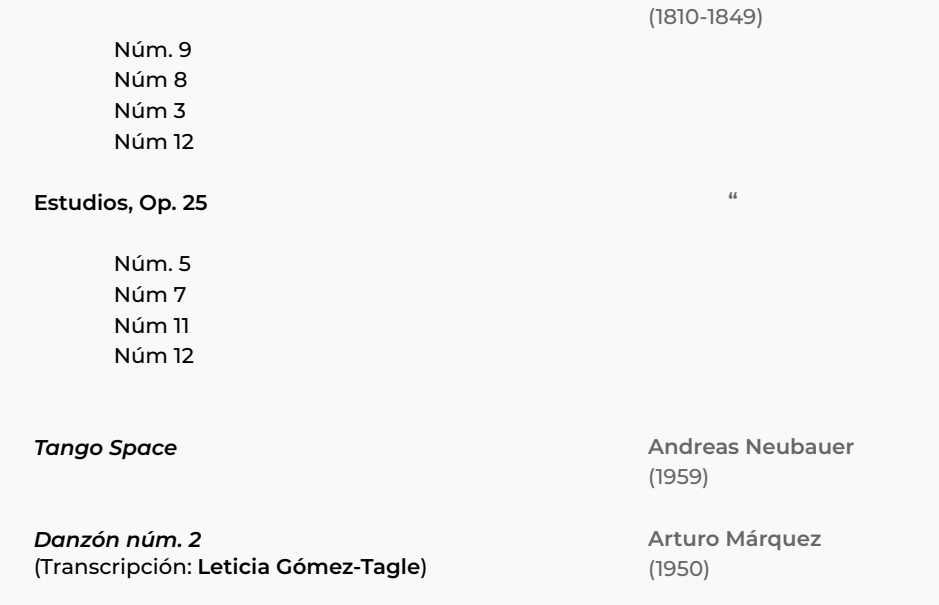 (1810-1849)
Núm. 9
Núm 8
Núm 3
Núm 12
Estudios, Op. 25 “
Núm. 5
Núm 7
Núm 11
Núm 12
Tango Space Andreas Neubauer
(1959)
Danzón núm. 2 Arturo Márquez
(Transcripción: Leticia Gómez-Tagle) (1950)